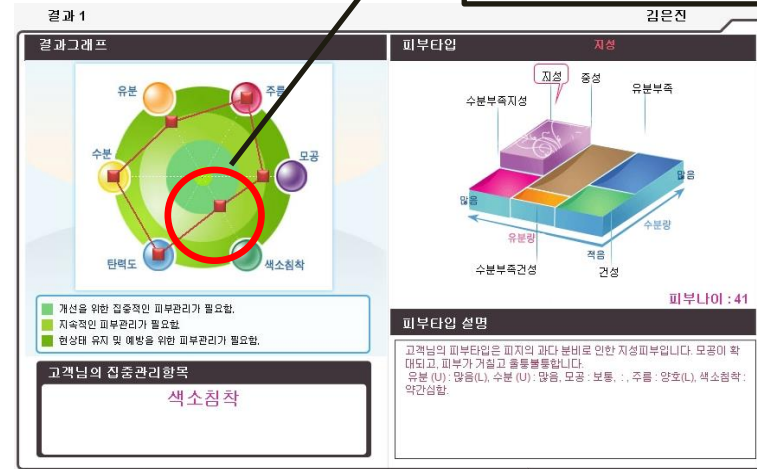 결과 1
김은진
결과그래프
유분
주름
수분
모공
탄력도
색소침착
개선을 위한 집중적인 피부관리가 필요함.
지속적인 피부관리가 필요함.
현상태 유지 및 예방을 위한 피부관리가 필요함.
고객님의 집중관리항목
색소침착
피부타입
지성
지성
중성
수분부족지성
유분부족
많음
많음
유분량
수분량
적음
수분부족건성
건성
피부나이 : 41
피부타입 설명
고객님의 피부타입은 피지의 과다 분비로 인한 지성피부입니다. 모공이 확
대되고, 피부가 거칠고 울퉁불퉁합니다.
유분 (U) : 많음(L), 수분 (U) : 많음, 모공 : 보통, : , 주름 : 양호(L), 색소침착 :
약간심함.